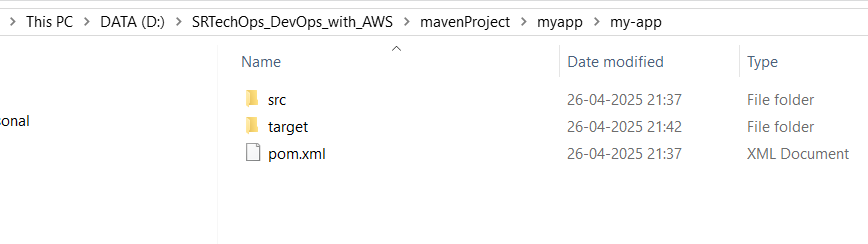 This PC > DATA (D:) > SRTechOps_DevOps_with_AWS > mavenProject > myapp > my-app
Name Date modified Type
src 26-04-2025 21:37 File folder
sonal
target 26-04-2025 21:42 File folder
pom.xml 26-04-2025 21:37 XML Document